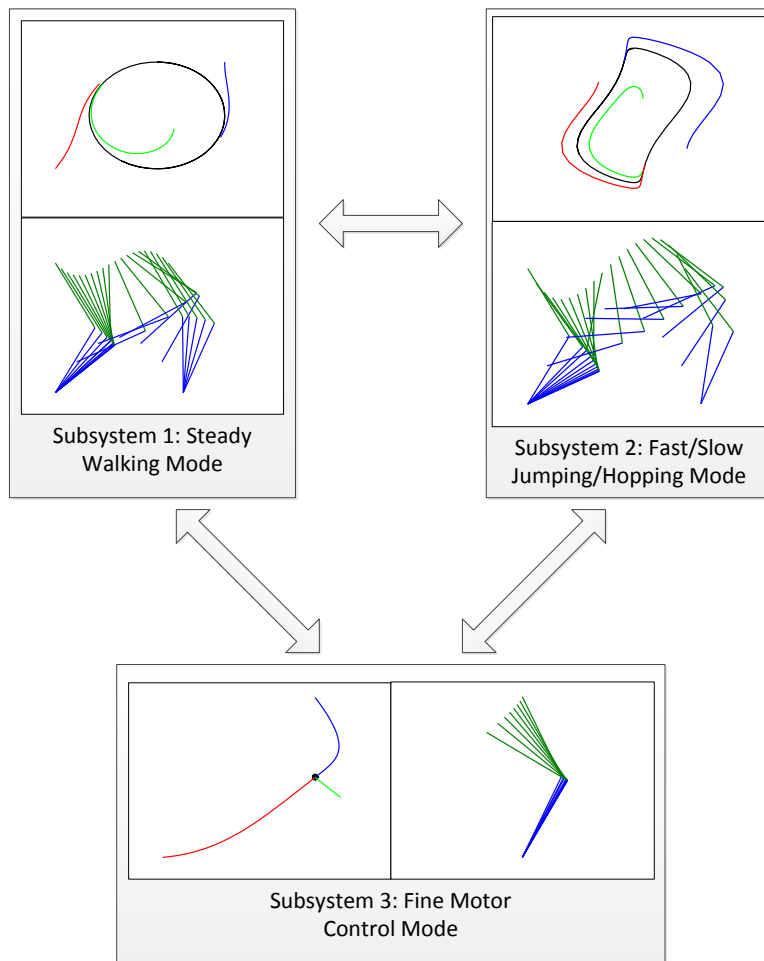 Subsystem 1: Steady
Walking Mode
Subsystem 2: Fast/Slow
Jumping/Hopping Mode
Subsystem 3: Fine Motor
Control Mode